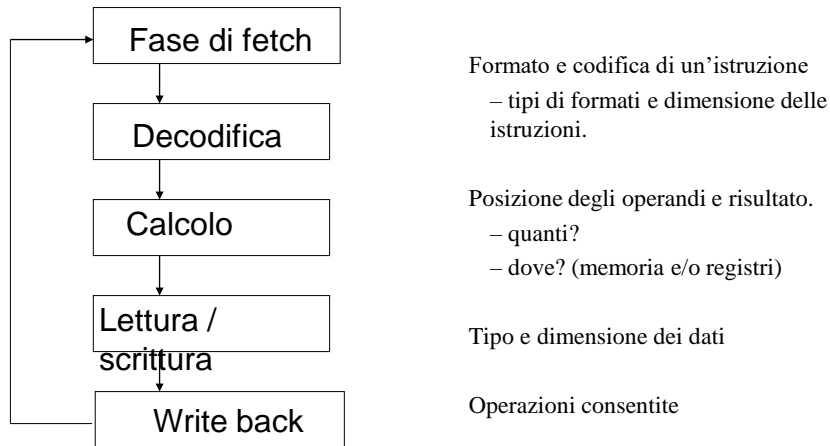 Fase di fetch
Decodifica
Calcolo
Lettura /
scrittura
Write back
Formato e codifica di un’istruzione
– tipi di formati e dimensione delle
istruzioni.
Posizione degli operandi e risultato.
– quanti?
– dove? (memoria e/o registri)
Tipo e dimensione dei dati
Operazioni consentite